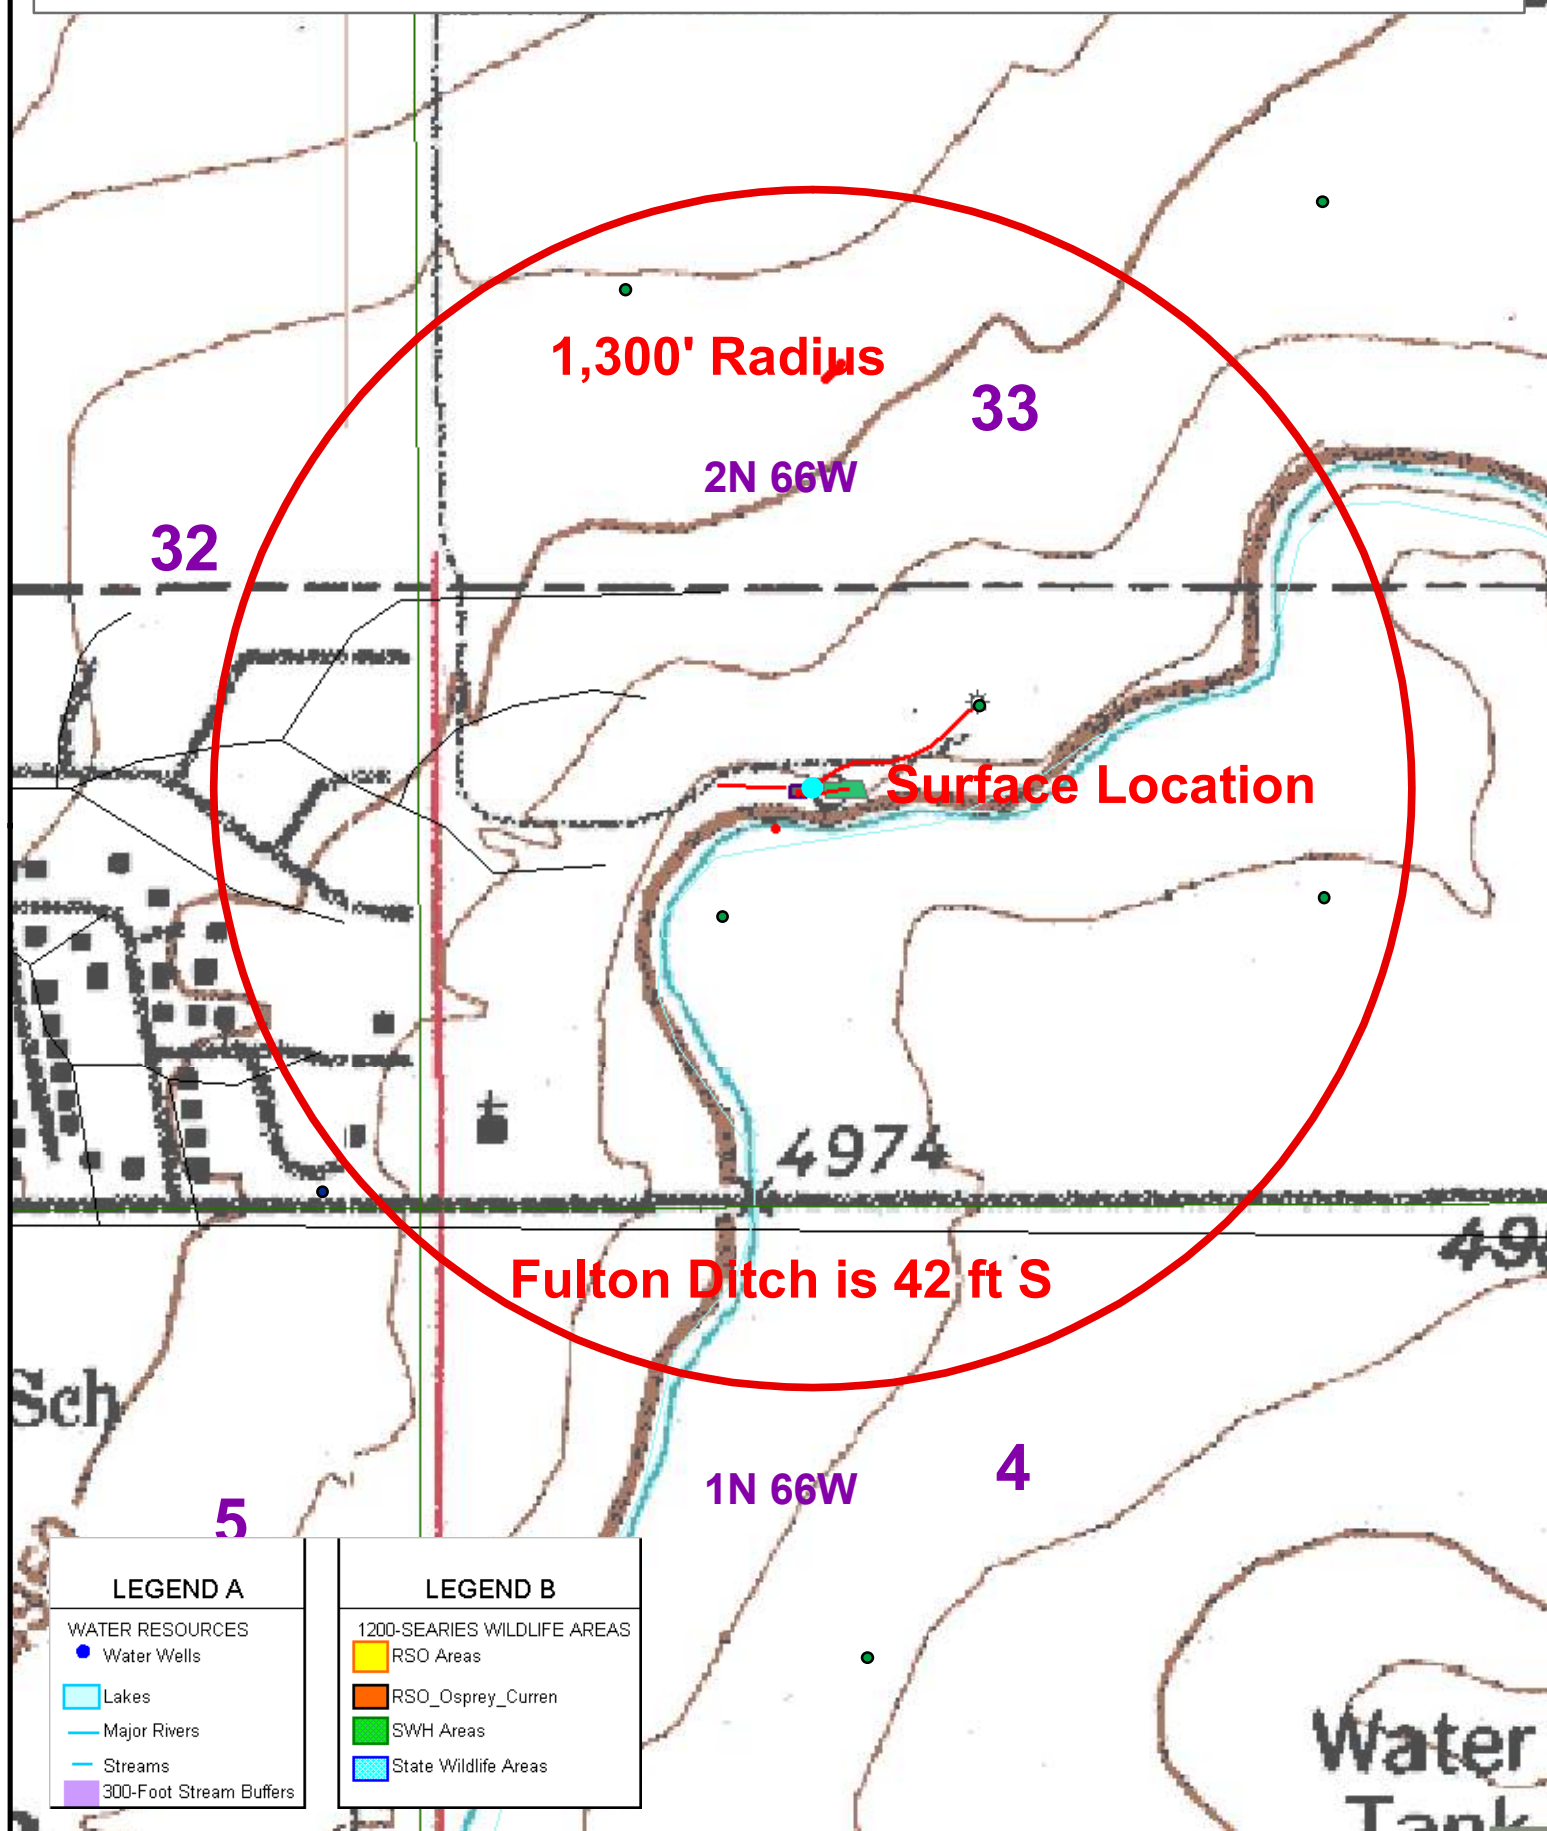 1,300' Radius
33
2N 66W
32
Surface Location
4974
Fulton Ditch is 42 ft S
Sch
1N 66W
4
5
LEGEND A
WATER RESOURCES
Water Wells
Lakes
Major Rivers
Streams
300-Foot Stream Buffers
LEGEND B
1200-SEARIES WILDLIFE AREAS
RSO Areas
RSO_Osprey_Curren
SWH Areas
State Wildlife Areas
Water
Tank